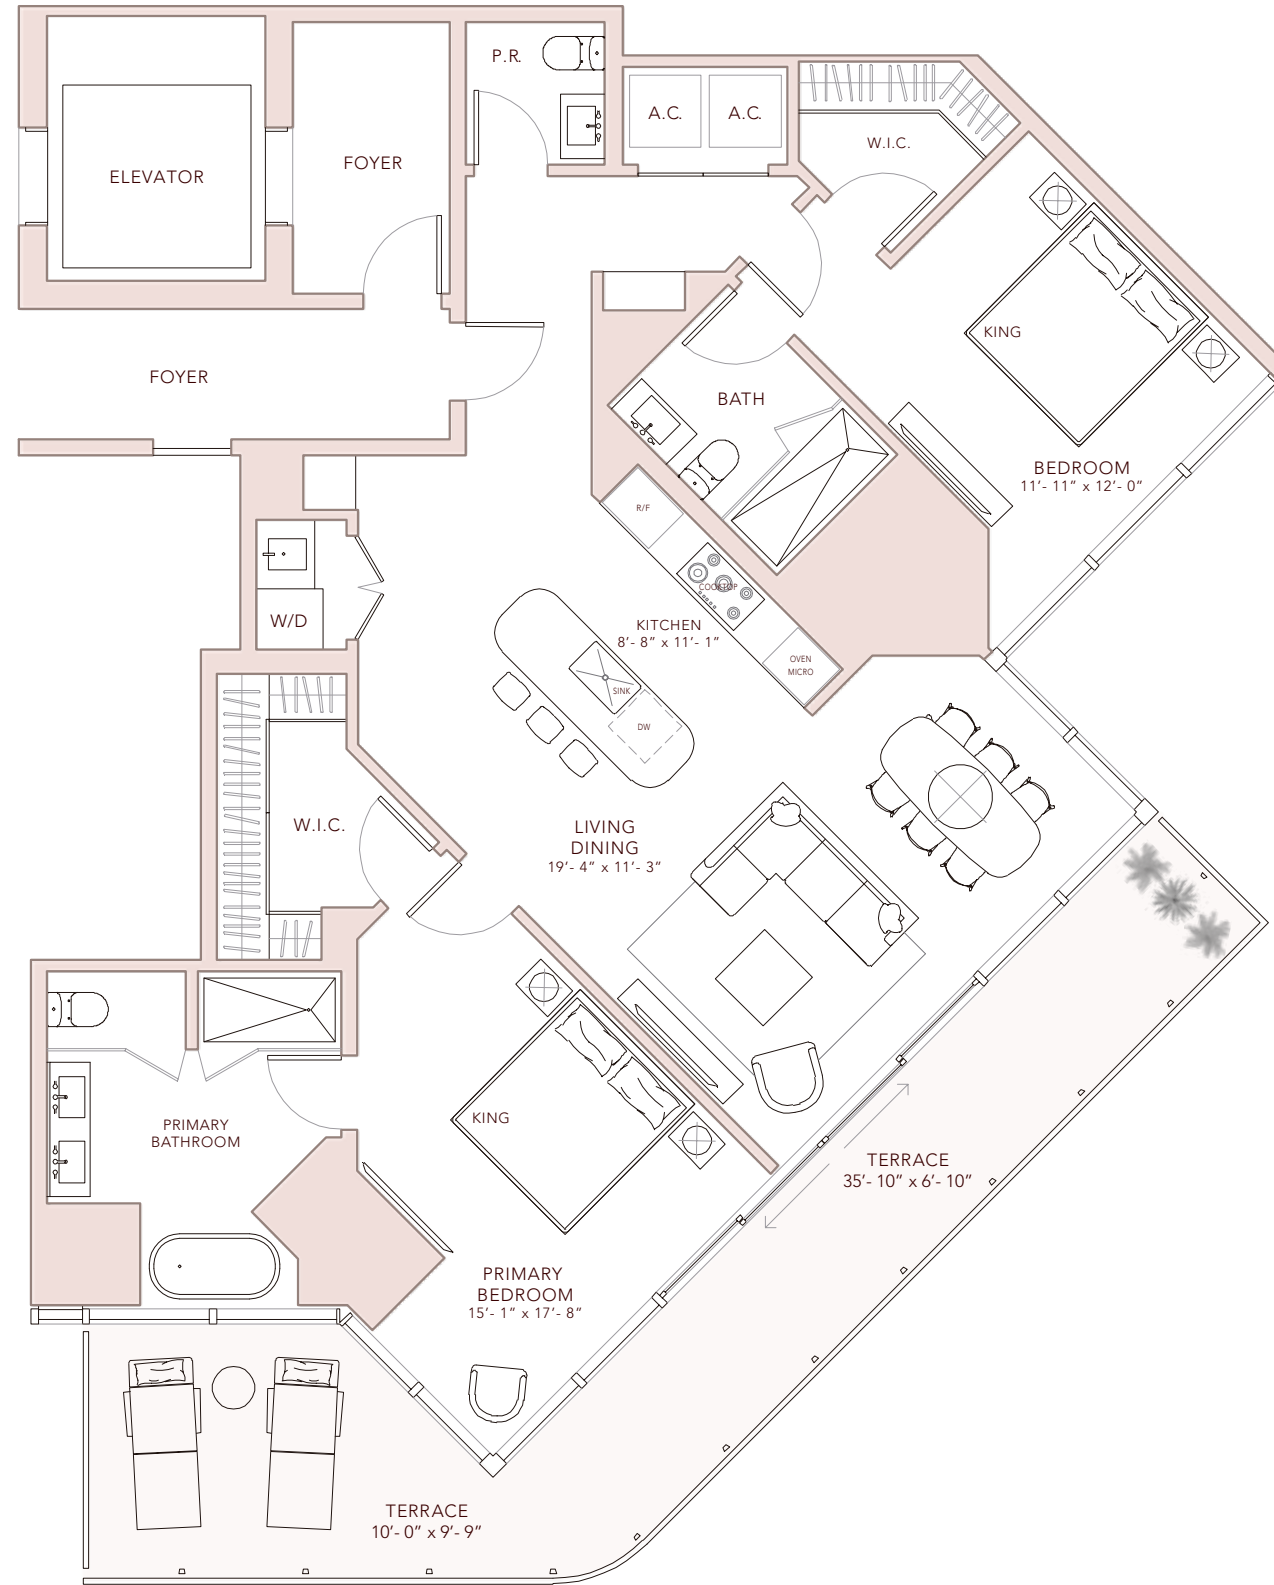 P.R.
A.C.
A.C.
W.I.C.
FOYER
ELEVATOR
KING
FOYER
BATH
BEDROOM
11'- 11" x 12'- 0"
R/F
COOKTOP
W/D
KITCHEN
8'- 8" x 11'- 1"
OVEN
MICRO
SINK
DW
W.I.C.
LIVING
DINING
19'- 4" x 11'- 3"
KING
PRIMARY
BATHROOM
TERRACE
35'- 10" x 6'- 10"
PRIMARY
BEDROOM
15'- 1" x 17'- 8"
TERRACE
10'- 0" x 9'- 9"